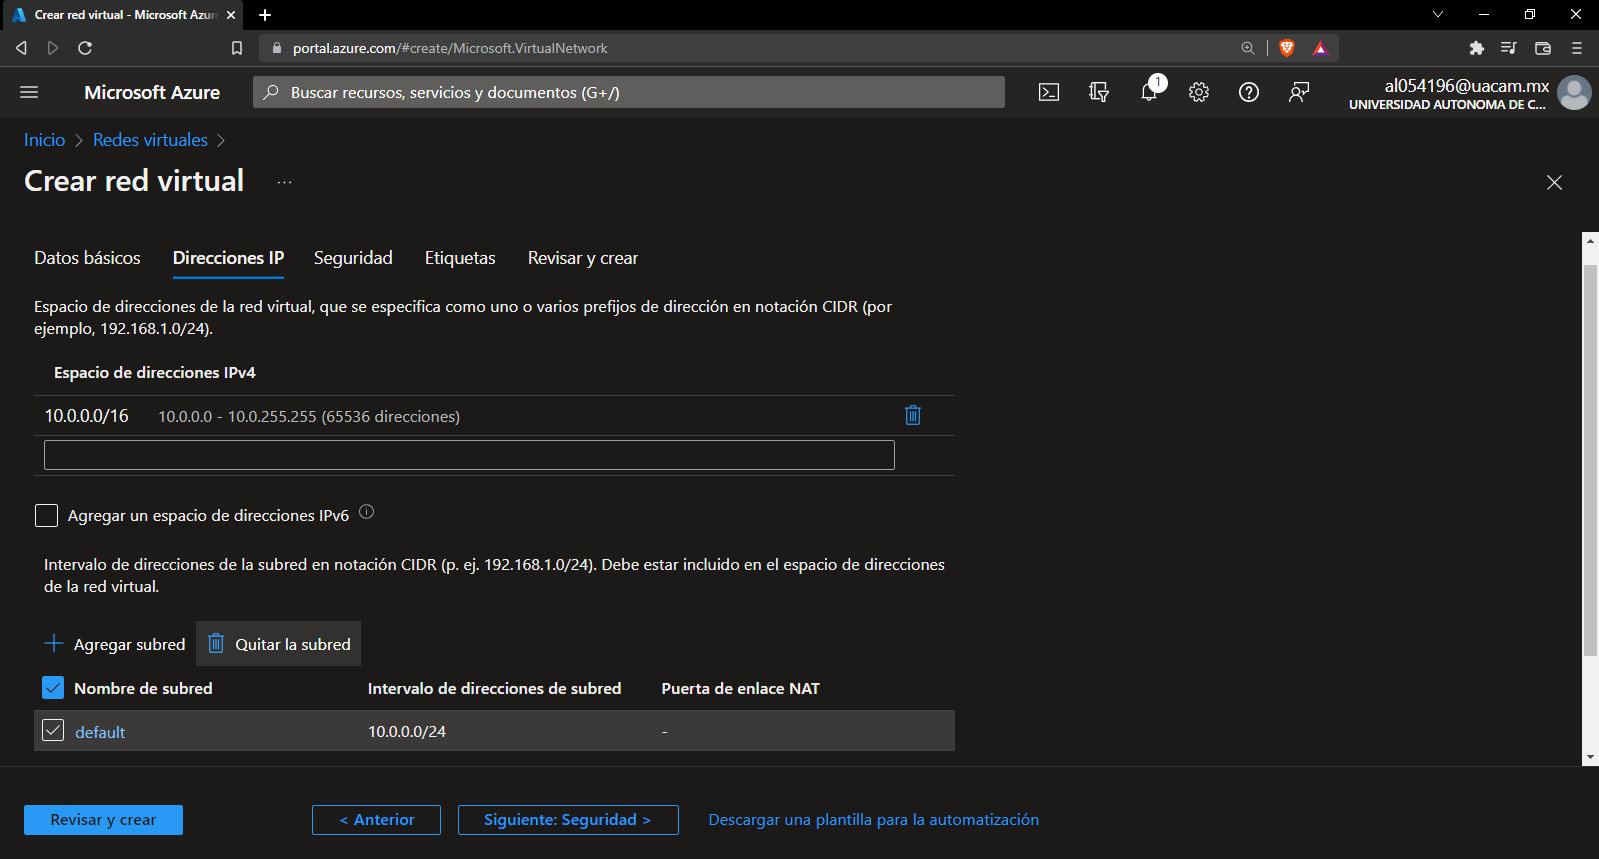 Crear red virtual - Microsoft Azur
portal.azure.com/#create/Microsoft.VirtualNetwork
Microsoft Azure
Buscar recursos, servicios y documentos (G+/)
1
al054196@uacam.mx
UNIVERSIDAD AUTONOMA DE C...
Inicio > Redes virtuales >
Crear red virtual ...
Datos básicos Direcciones IP Seguridad Etiquetas Revisar y crear
Espacio de direcciones de la red virtual, que se especifica como uno o varios prefijos de dirección en notación CIDR (por
ejemplo, 192.168.1.0/24).
Espacio de direcciones IPv4
10.0.0.0/16 10.0.0.0 - 10.0.255.255 (65536 direcciones)
Agregar un espacio de direcciones IPv6
Intervalo de direcciones de la subred en notación CIDR (p. ej. 192.168.1.0/24). Debe estar incluido en el espacio de direcciones
de la red virtual.
Agregar subred Quitar la subred
Nombre de subred Intervalo de direcciones de subred Puerta de enlace NAT
default 10.0.0.0/24 -
Revisar y crear < Anterior Siguiente: Seguridad > Descargar una plantilla para la automatización